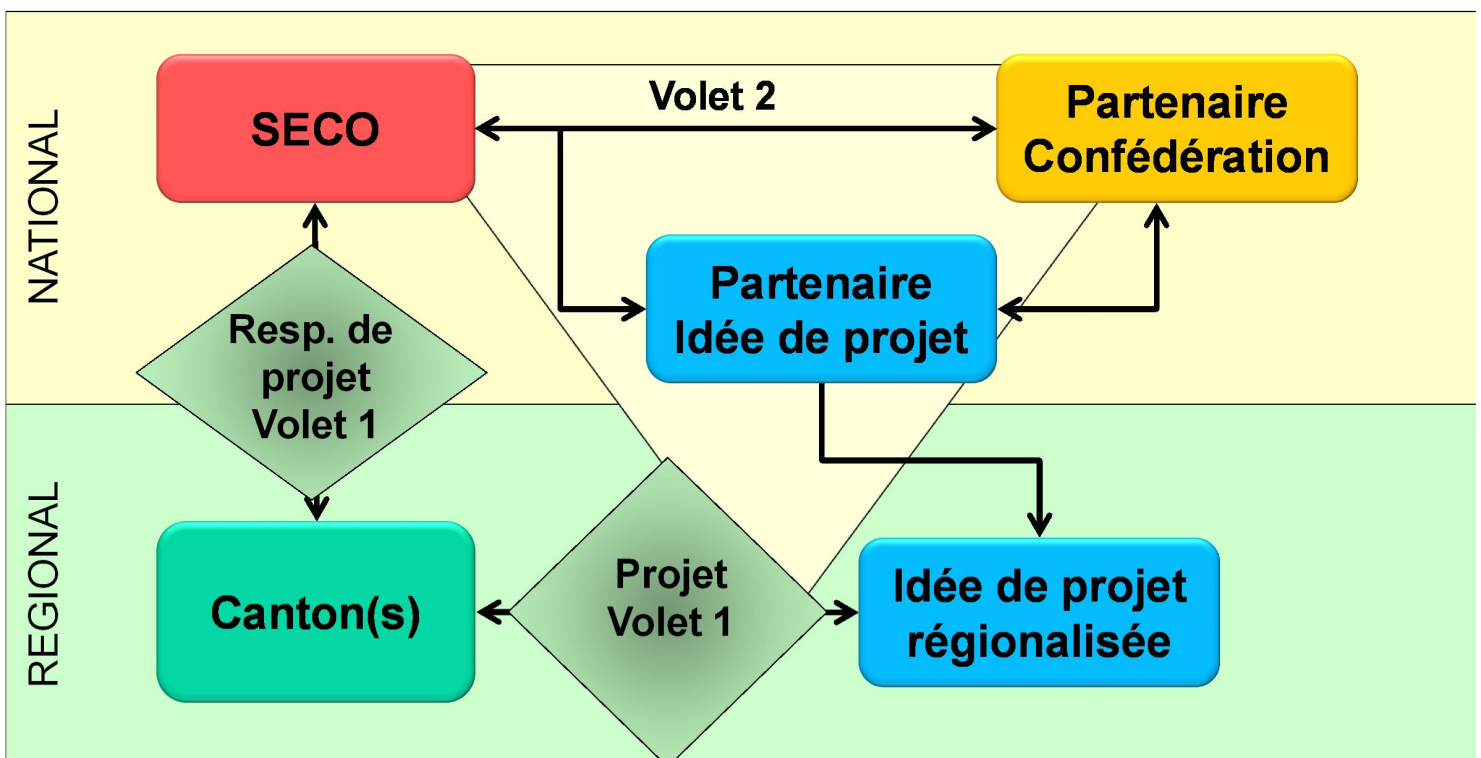 NATIONAL
SECO
Volet 2
Partenaire
Confédération
Partenaire
Idée de projet
Resp. de
projet
Volet 1
REGIONAL
Canton(s)
Projet
Volet 1
Idée de projet
régionalisée